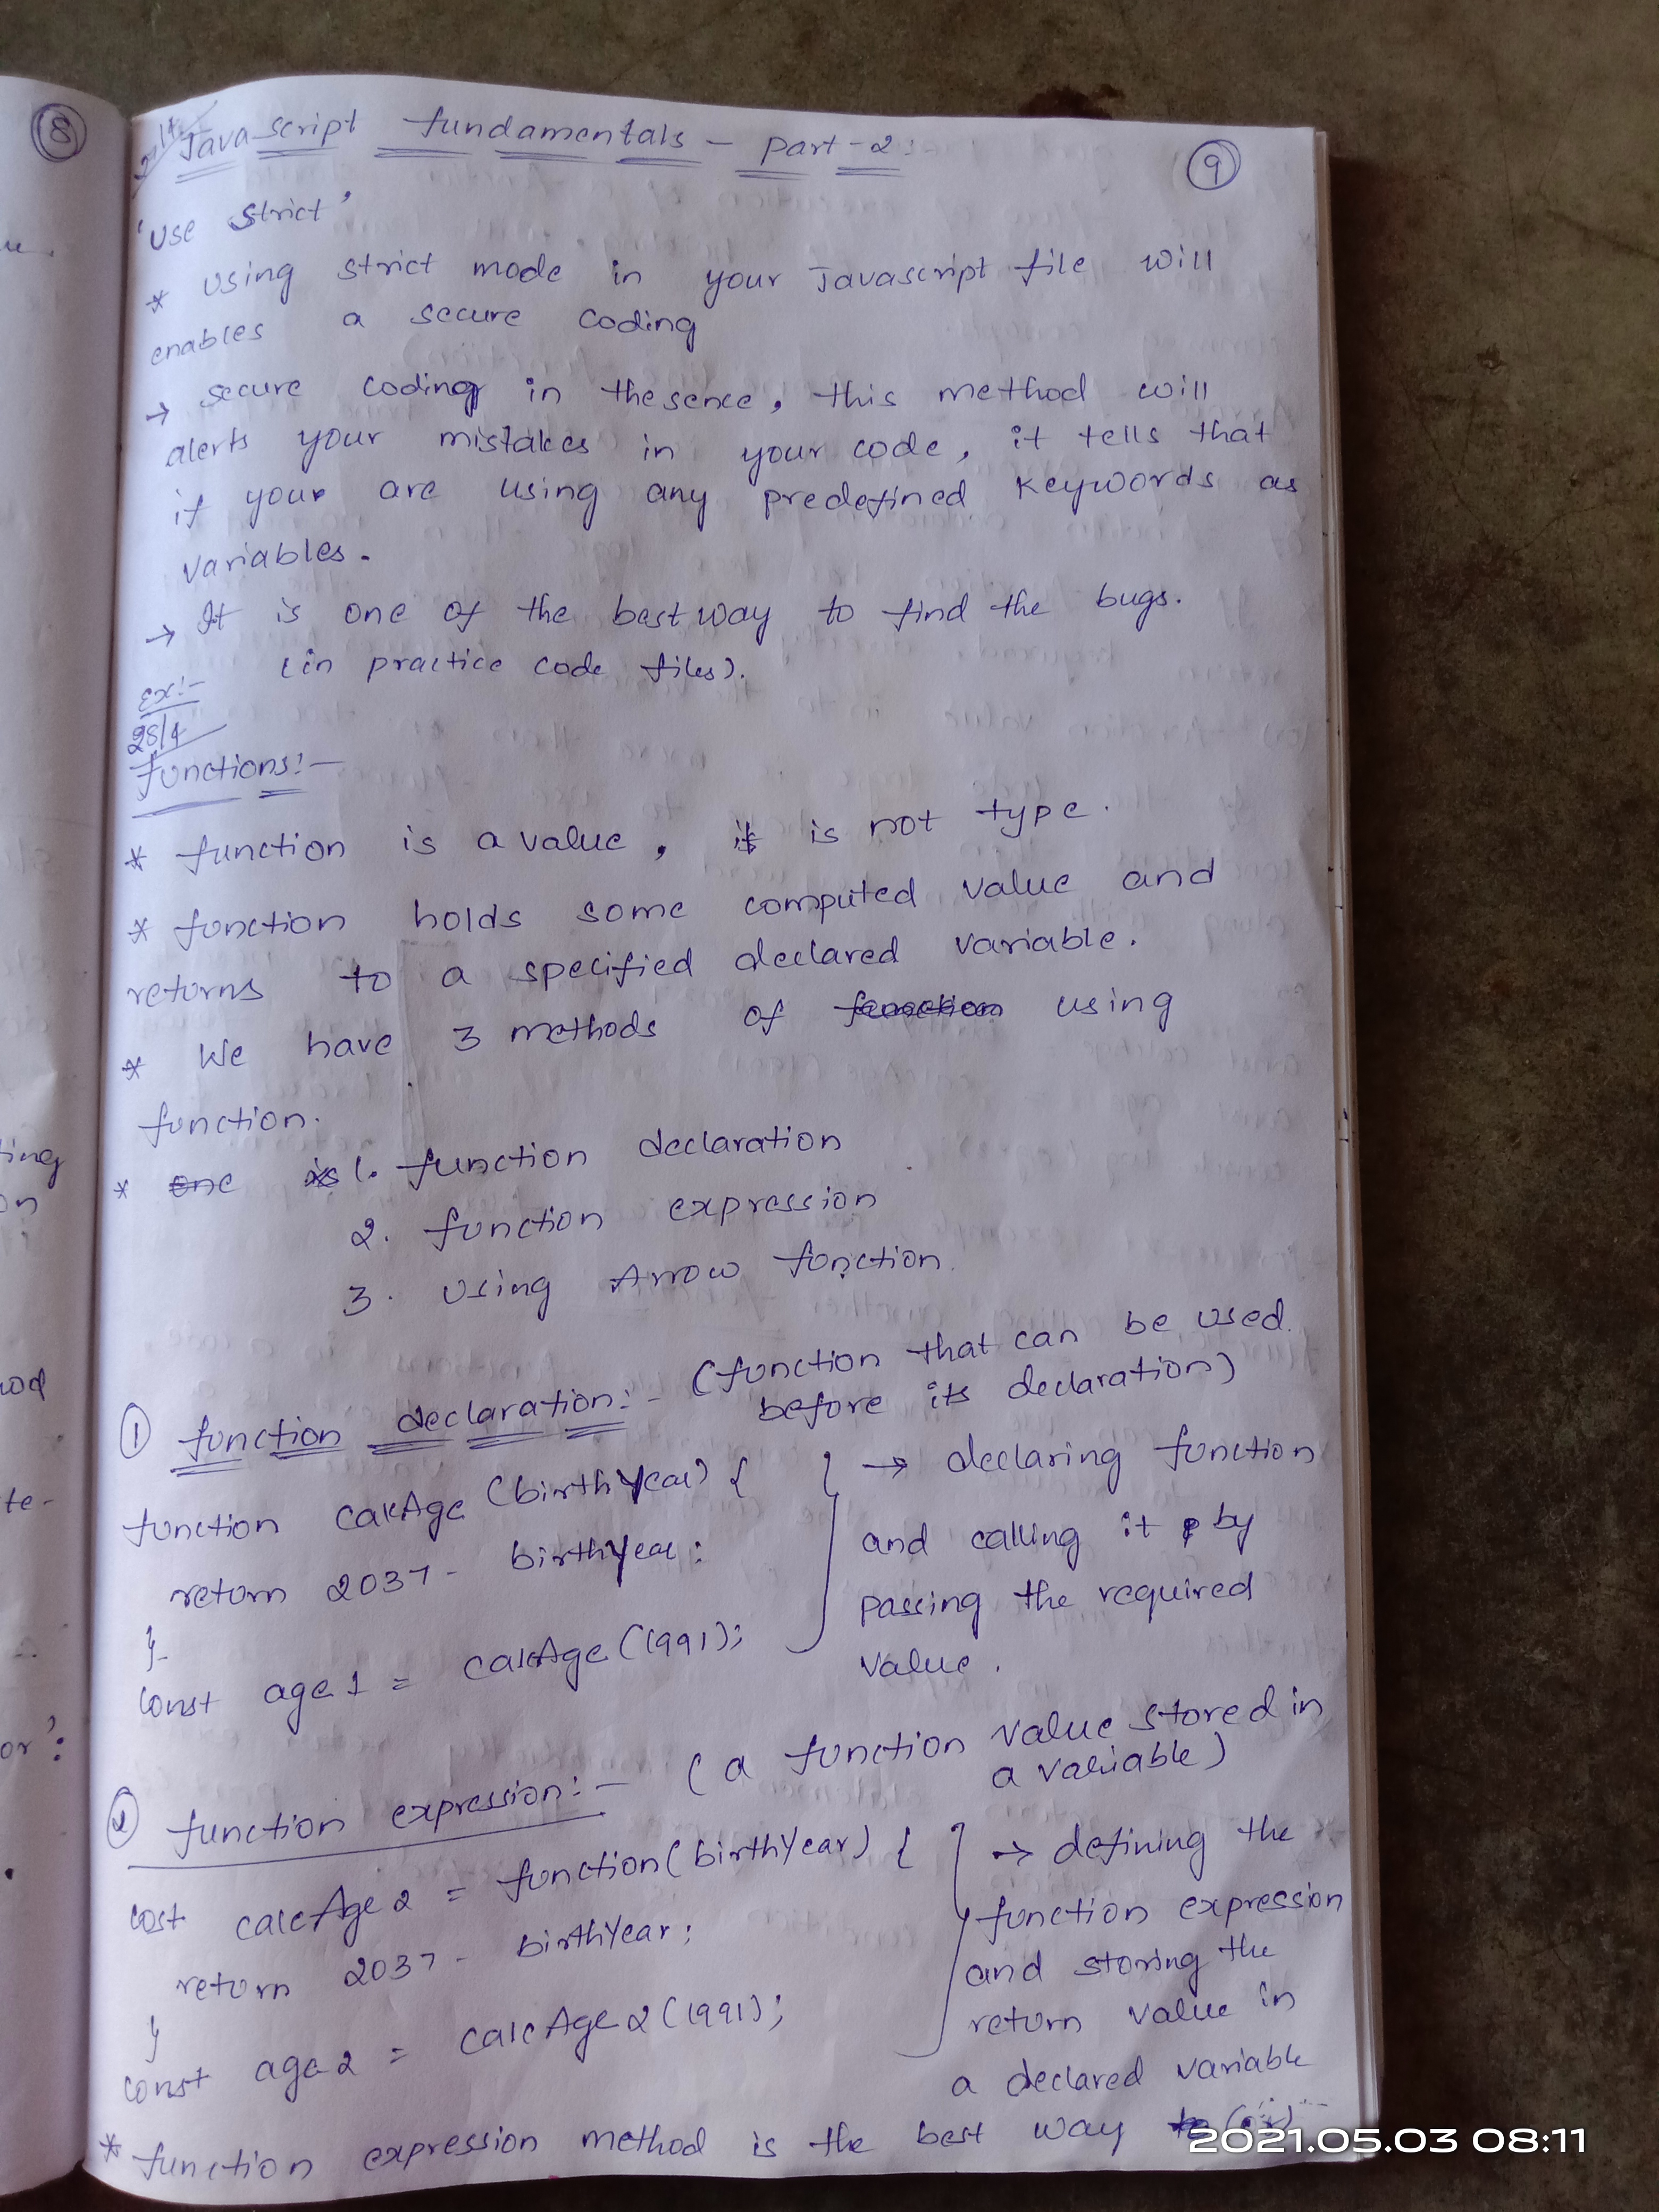 8
27/4
JavaScript fundamentals - part-2:
9
'use strict'
* using strict mode in your Javascript file will
enables a secure coding
→ secure coding in thesence, this method will
alerts your mistakes in your code, it tells that
if your are using any predefined keywords as
variables.
→ It is one of the best way to find the bugs.
Ex:- (in practice code files).
28/4
functions:-
* function is a value, it is not type.
* function holds some computed value and
returns to a specified declared variable.
* We have 3 methods of function using
function.
* one is 1. function declaration
2. function expression
3. Using Arrow function.
① function declaration:- (function that can be used
before its declaration)
function calcAge (birthYear) { } → declaring function
return 2037 - birthYear; and calling it by
} passing the required
const age1 = calcAge(1991); value.
② function expression:- (a function value stored in
a variable)
cost calcAge2 = function(birthYear) { } → defining the
return 2037 - birthYear; function expression
} and storing the
const age2 = calcAge2(1991); return value in
a declared variable
* function expression method is the best way
2021.05.03 08:11
ting
on
te-
or':